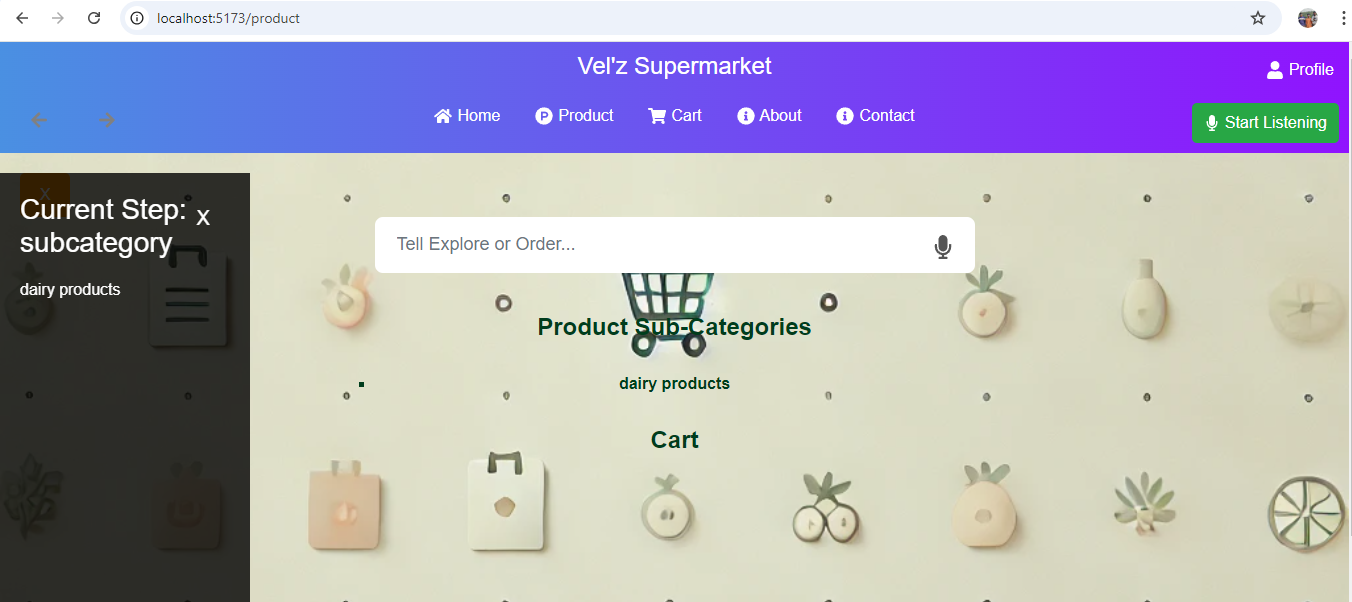 localhost:5173/product
Vel'z Supermarket
Profile
Home
Product
Cart
About
Contact
Start Listening
X
Current Step:
subcategory
X
dairy products
Tell Explore or Order...
Product Sub-Categories
dairy products
Cart